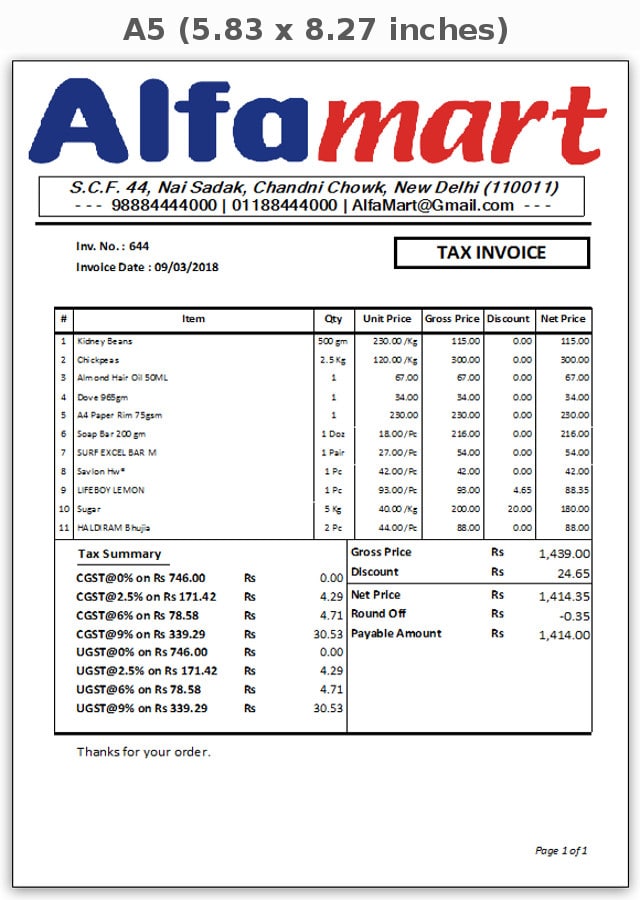 A5 (5.83 x 8.27 inches)
Alfamart
S.C.F. 44, Nai Sadak, Chandni Chowk, New Delhi (110011)
- - - 98884444000 | 01188444000 | AlfaMart@Gmail.com - - -
Inv. No. : 644
TAX INVOICE
Invoice Date : 09/03/2018
# Item Qty Unit Price Gross Price Discount Net Price
1 Kidney Beans 500 gm 230.00 /Kg 115.00 0.00 115.00
2 Chickpeas 2.5 Kg 120.00 /Kg 300.00 0.00 300.00
3 Almond Hair Oil 50ML 1 67.00 67.00 0.00 67.00
4 Dove 965gm 1 34.00 34.00 0.00 34.00
5 A4 Paper Rim 75gsm 1 230.00 230.00 0.00 230.00
6 Soap Bar 200 gm 1 Doz 18.00/Pc 216.00 0.00 216.00
7 SURF EXCEL BAR M 1 Pair 27.00/Pc 54.00 0.00 54.00
8 Savlon Hw* 1 Pc 42.00/Pc 42.00 0.00 42.00
9 LIFEBOY LEMON 1 Pc 93.00/Pc 93.00 4.65 88.35
10 Sugar 5 Kg 40.00 /Kg 200.00 20.00 180.00
11 HALDIRAM Bhujia 2 Pc 44.00/Pc 88.00 0.00 88.00
Tax Summary
CGST@0% on Rs 746.00 Rs 0.00
CGST@2.5% on Rs 171.42 Rs 4.29
CGST@6% on Rs 78.58 Rs 4.71
CGST@9% on Rs 339.29 Rs 30.53
UGST@0% on Rs 746.00 Rs 0.00
UGST@2.5% on Rs 171.42 Rs 4.29
UGST@6% on Rs 78.58 Rs 4.71
UGST@9% on Rs 339.29 Rs 30.53
Gross Price Rs 1,439.00
Discount Rs 24.65
Net Price Rs 1,414.35
Round Off Rs -0.35
Payable Amount Rs 1,414.00
Thanks for your order.
Page 1 of 1